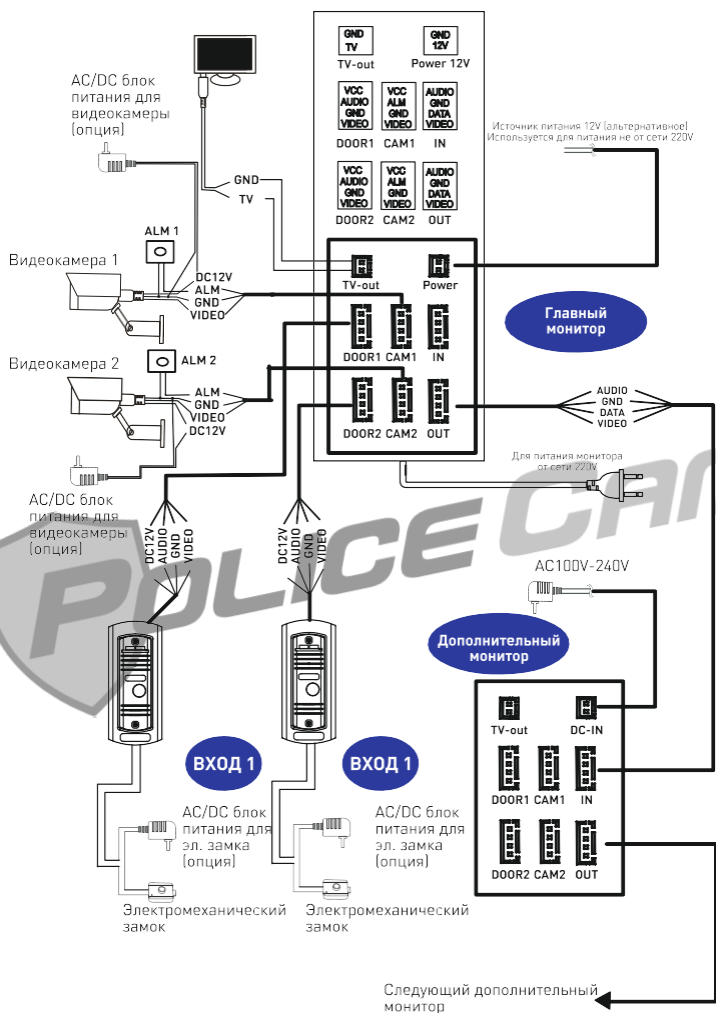 GND
TV
TV-out
GND
12V
Power 12V
VCC
AUDIO
GND
VIDEO
DOOR1
VCC
ALM
GND
VIDEO
CAM1
AUDIO
GND
DATA
VIDEO
IN
VCC
AUDIO
GND
VIDEO
DOOR2
VCC
ALM
GND
VIDEO
CAM2
AUDIO
GND
DATA
VIDEO
OUT
AC/DC блок
питания для
видеокамеры
(опция)
Источник питания 12V (альтернативное)
Используется для питания не от сети 220V
GND
TV
ALM 1
Видеокамера 1
DC12V
ALM
GND
VIDEO
TV-out
Power
DOOR1 CAM1 IN
DOOR2 CAM2 OUT
Главный
монитор
Видеокамера 2
ALM 2
ALM
GND
VIDEO
DC12V
AUDIO
GND
DATA
VIDEO
Для питания монитора
от сети 220V
AC/DC блок
питания для
видеокамеры
(опция)
DC12V
AUDIO
GND
VIDEO
DC12V
AUDIO
GND
VIDEO
POLICECAM
AC100V-240V
Дополнительный
монитор
TV-out
DC-IN
DOOR1 CAM1 IN
DOOR2 CAM2 OUT
ВХОД 1
ВХОД 1
AC/DC блок
питания для
эл. замка
(опция)
AC/DC блок
питания для
эл. замка
(опция)
Электромеханический
замок
Электромеханический
замок
Следующий дополнительный
монитор